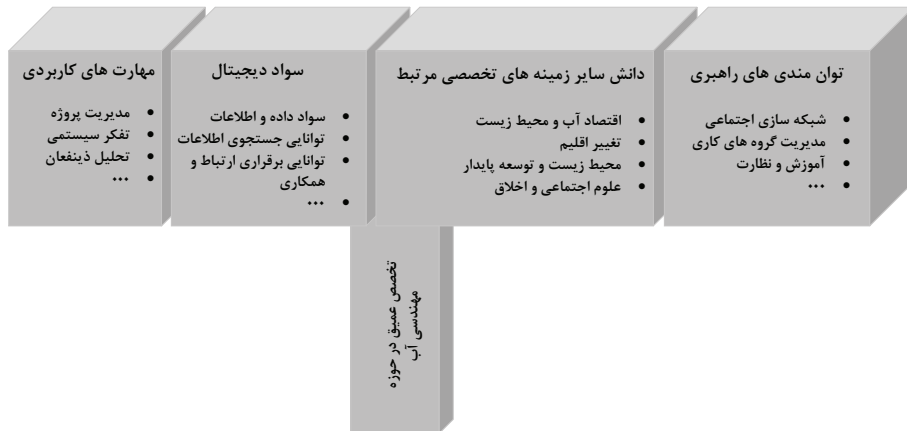 توان مندی های راهبری
• شبکه سازی اجتماعی
• مدیریت گروه های کاری
• آموزش و نظارت
• ...
دانش سایر زمینه های تخصصی مرتبط
• اقتصاد آب و محیط زیست
• تغییر اقلیم
• محیط زیست و توسعه پایدار
• علوم اجتماعی و اخلاق
سواد دیجیتال
• سواد داده و اطلاعات
• توانایی جستجوی اطلاعات
• توانایی برقراری ارتباط و
همکاری
• ...
مهارت های کاربردی
• مدیریت پروژه
• تفکر سیستمی
• تحلیل ذینفعان
• ...
تخصص عمیق در حوزه
مهندسی آب